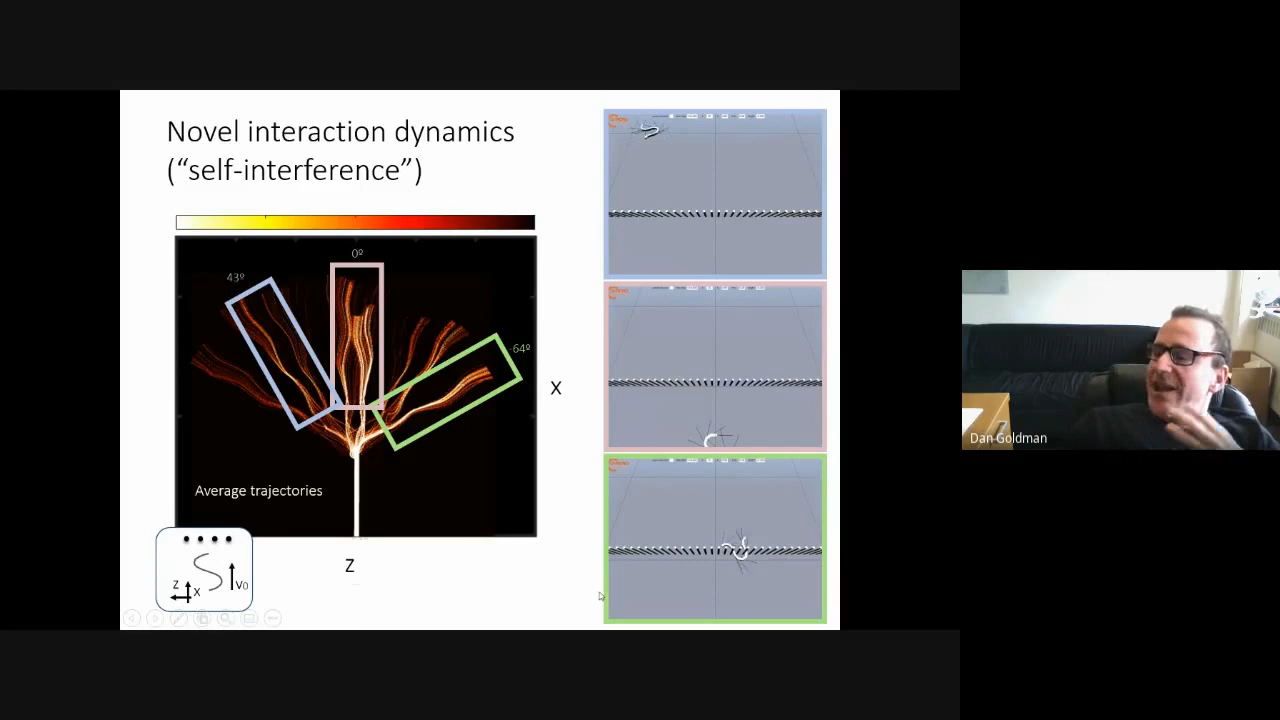 Novel interaction dynamics
(“self-interference”)
0º
43º
-64º
X
Average trajectories
Z
Z
X
V0
Dan Goldman